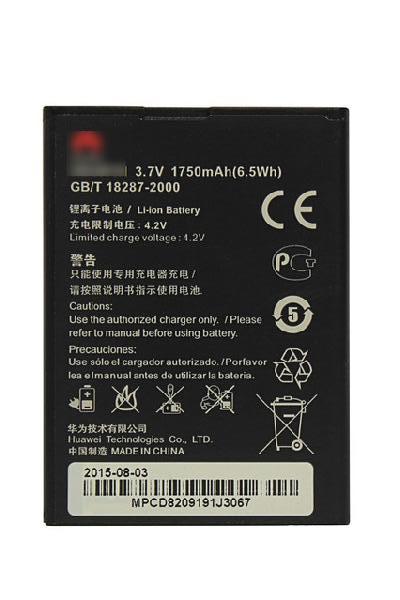 3.7V 1750mAh(6.5Wh)
GB/T 18287-2000
锂离子电池 / Li-ion Battery
充电限制电压：4.2V
Limited charge voltage : 4.2V
CE
PCT
警告
只能使用专用充电器充电 /
请按照说明书指示使用电池。
Cautions:
Use the authorized charger only. /Please
refer to manual before using battery.
5
Precauciones:
Use sólo el cargador autorizado. /Porfavor
lea el manual antes de utilizar la batería.
华为技术有限公司
Huawei Technologies Co., LTD.
中国制造 MADE IN CHINA
2015-08-03
MPCD8209191J3067